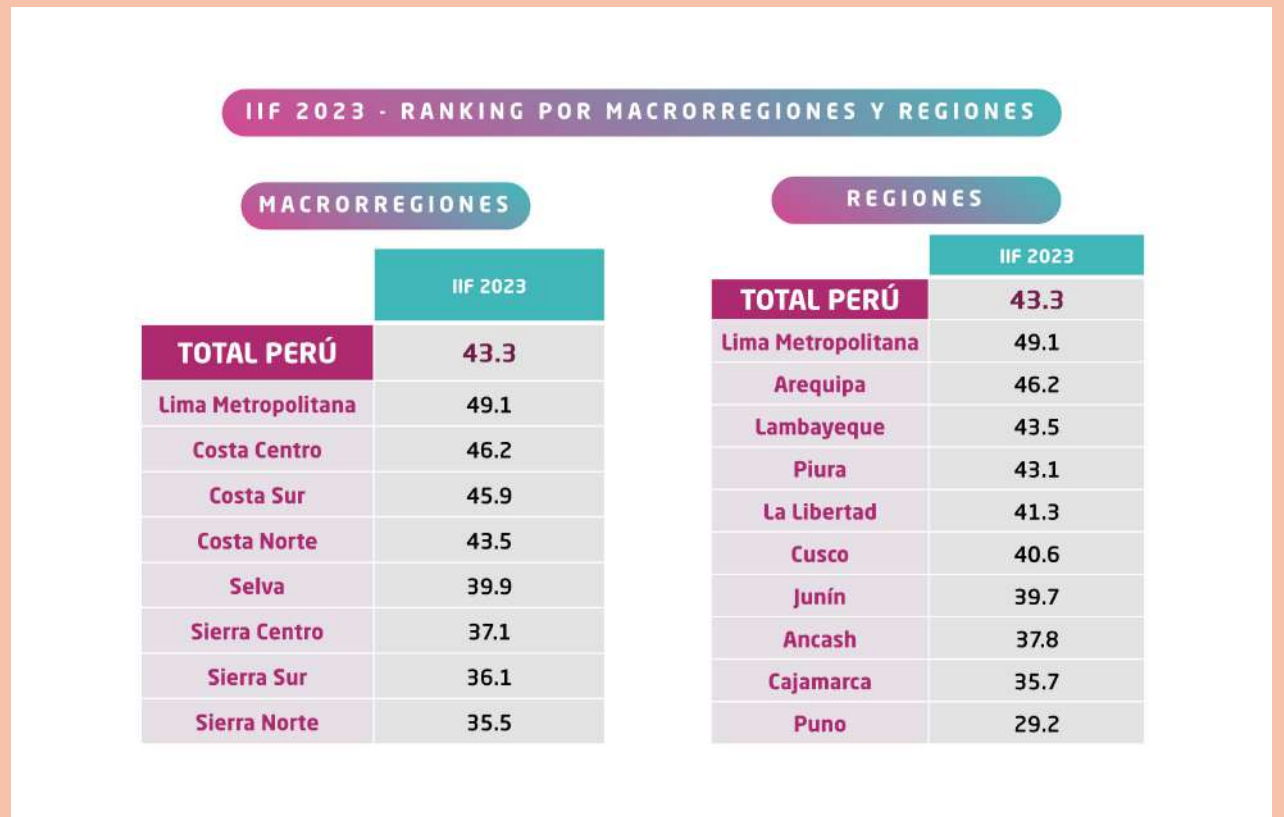 IIF 2023 - RANKING POR MACRORREGIONES Y REGIONES
MACRORREGIONES
IIF 2023
TOTAL PERÚ 43.3
Lima Metropolitana 49.1
Costa Centro 46.2
Costa Sur 45.9
Costa Norte 43.5
Selva 39.9
Sierra Centro 37.1
Sierra Sur 36.1
Sierra Norte 35.5
REGIONES
IIF 2023
TOTAL PERÚ 43.3
Lima Metropolitana 49.1
Arequipa 46.2
Lambayeque 43.5
Piura 43.1
La Libertad 41.3
Cusco 40.6
Junín 39.7
Ancash 37.8
Cajamarca 35.7
Puno 29.2